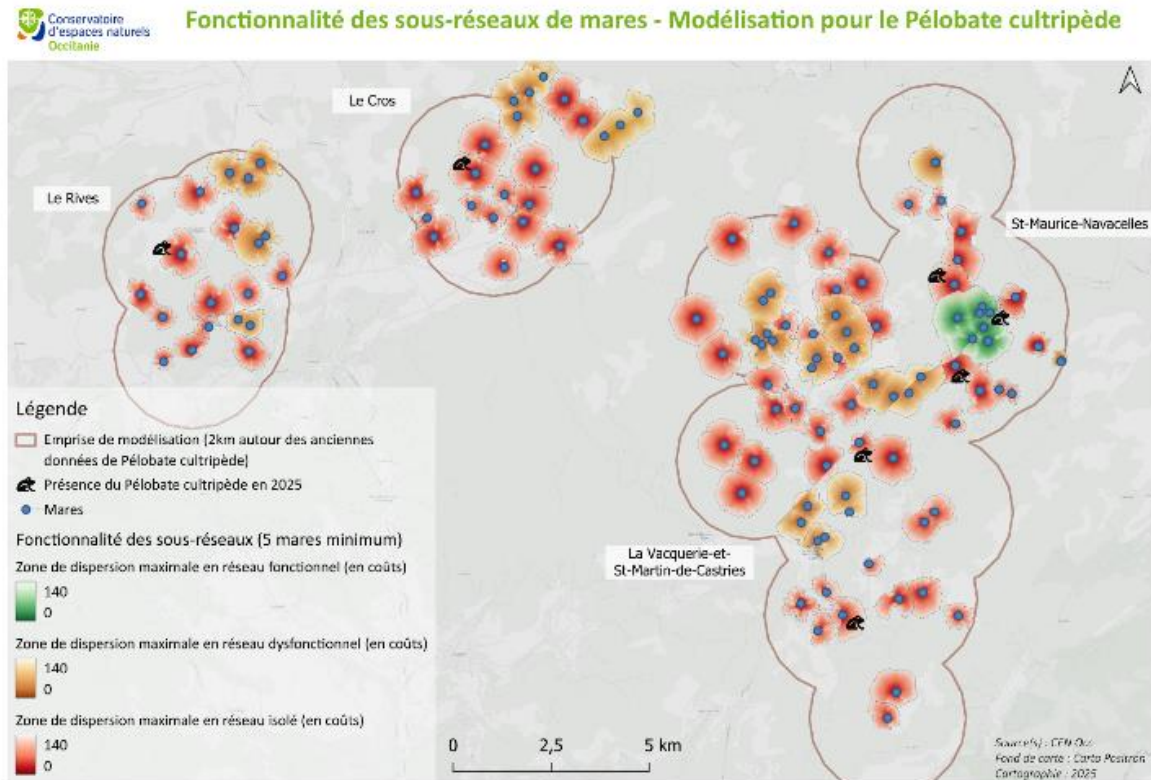 Conservatoire
d'espaces naturels
Occitanie
Fonctionnalité des sous-réseaux de mares - Modélisation pour le Pélobate cultripède
Le Cros
Le Rives
St-Maurice-Navacelles
La Vacquerie-et-
St-Martin-de-Castries
Légende
Emprise de modélisation (2km autour des anciennes
données de Pélobate cultripède)
Présence du Pélobate cultripède en 2025
Mares
Fonctionnalité des sous-réseaux (5 mares minimum)
Zone de dispersion maximale en réseau fonctionnel (en coûts)
140
0
Zone de dispersion maximale en réseau dysfonctionnel (en coûts)
140
0
Zone de dispersion maximale en réseau isolé (en coûts)
140
0
0 2,5 5 km
Source(s) : CEN Occ
Fond de carte : Carto Positron
Cartographie : 2025